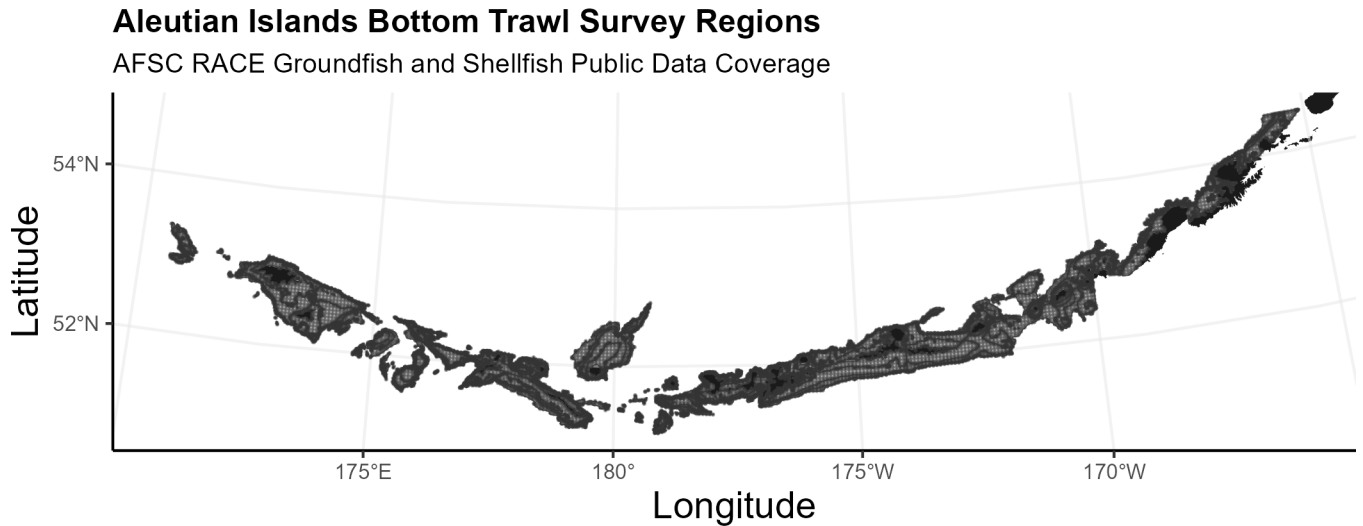 Aleutian Islands Bottom Trawl Survey Regions
AFSC RACE Groundfish and Shellfish Public Data Coverage
54°N
52°N
Latitude
175°E
180°
175°W
170°W
Longitude